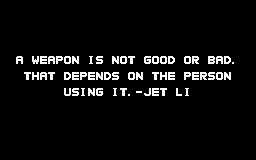 A WEAPON IS NOT GOOD OR BAD.
THAT DEPENDS ON THE PERSON
USING IT.-JET LI